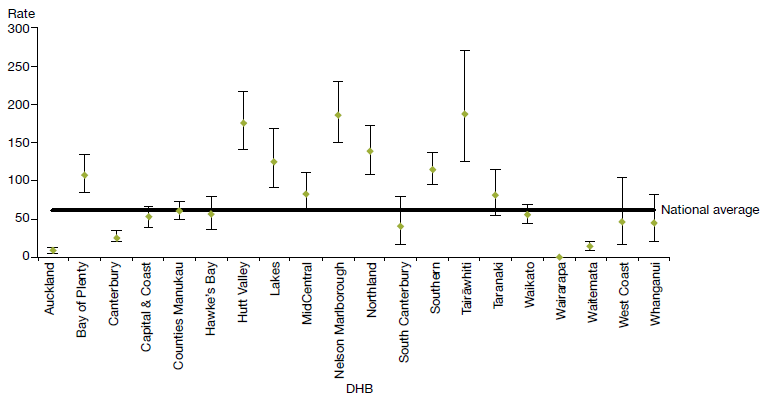 Rate
300
250
200
150
100
50
0
National average
Auckland
Bay of Plenty
Canterbury
Capital & Coast
Counties Manukau
Hawke's Bay
Hutt Valley
Lakes
MidCentral
Nelson Marlborough
Northland
South Canterbury
Southern
Tairāwhiti
Taranaki
Waikato
Wairarapa
Waitemata
West Coast
Whanganui
DHB